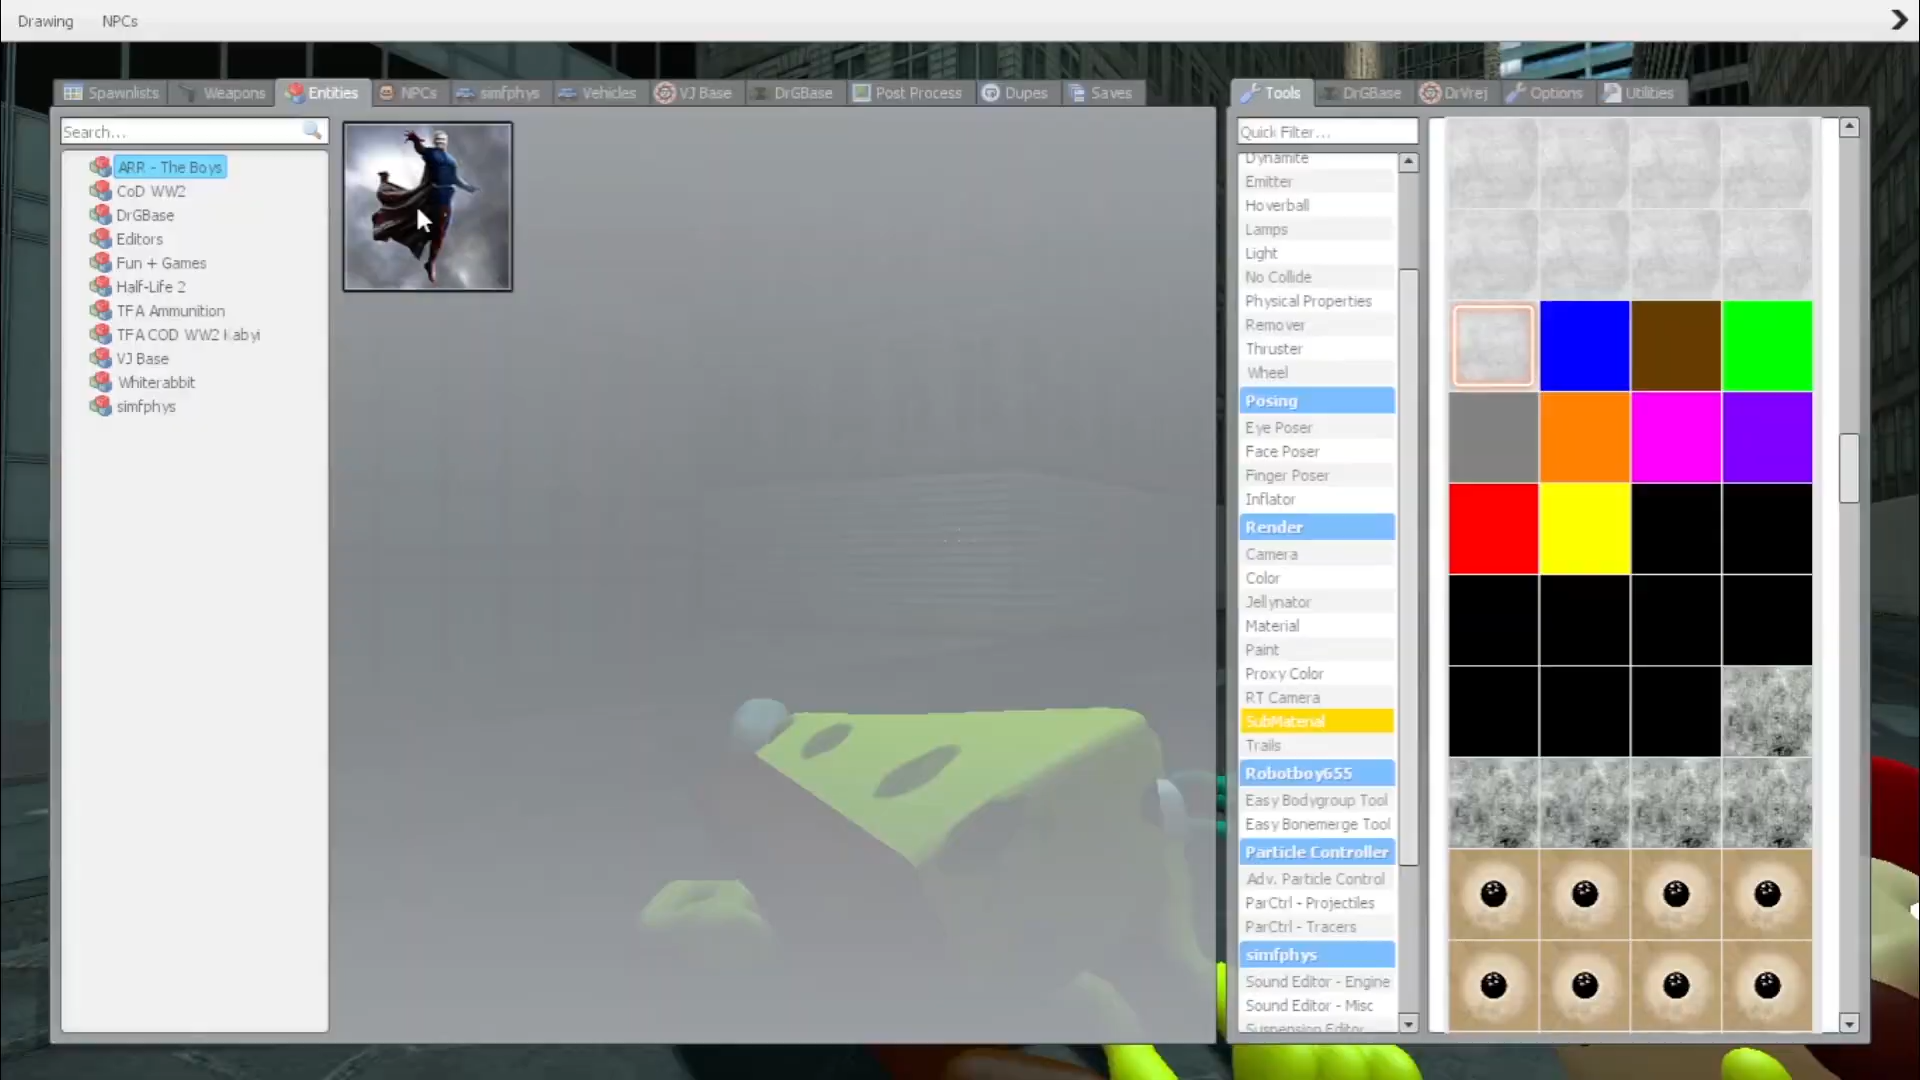 Drawing NPCs
Spawnlists Weapons Entities NPCs simfphys Vehicles VJ Base DrGBase Post Process Dupes Saves
Tools DrGBase DrVrej Options Utilities
Search...
ARR - The Boys
CoD WW2
DrGBase
Editors
Fun + Games
Half-Life 2
TFA Ammunition
TFA COD WW2 Kabyi
VJ Base
Whiterabbit
simfphys
Quick Filter...
Dynamite
Emitter
Hoverball
Lamps
Light
No Collide
Physical Properties
Remover
Thruster
Wheel
Posing
Eye Poser
Face Poser
Finger Poser
Inflator
Render
Camera
Color
Jellynator
Material
Paint
Proxy Color
RT Camera
SubMaterial
Trails
Robotboy655
Easy Bodygroup Tool
Easy Bonemerge Tool
Particle Controller
Adv. Particle Control
ParCtrl - Projectiles
ParCtrl - Tracers
simfphys
Sound Editor - Engine
Sound Editor - Misc
Suspension Editor